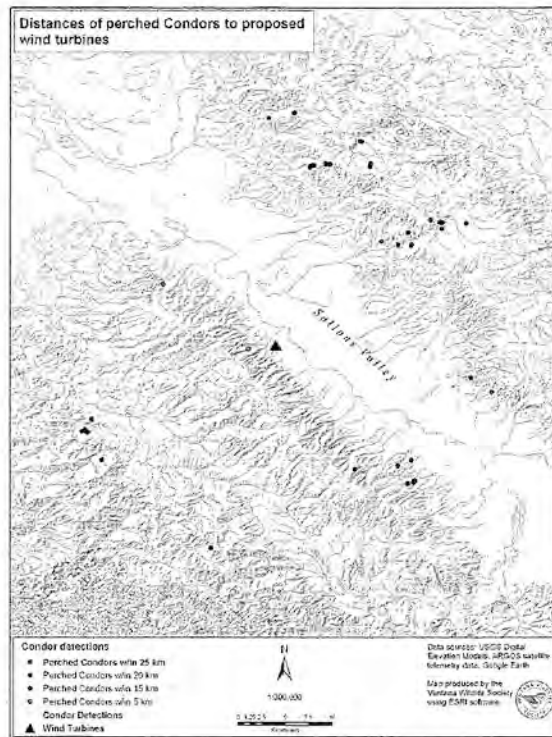 Distances of perched Condors to proposed
wind turbines
Salinas Valley
Condor detections
Perched Condors w/in 25 km
Perched Condors w/in 20 km
Perched Condors w/in 15 km
Perched Condors w/in 5 km
Condor Detections
Wind Turbines
N
Kilometers
Data sources: USGS Digital
Elevation Models, ARGOS satellite
telemetry data, Google Earth
Map produced by the
Ventana Wildlife Society
using ESRI software.